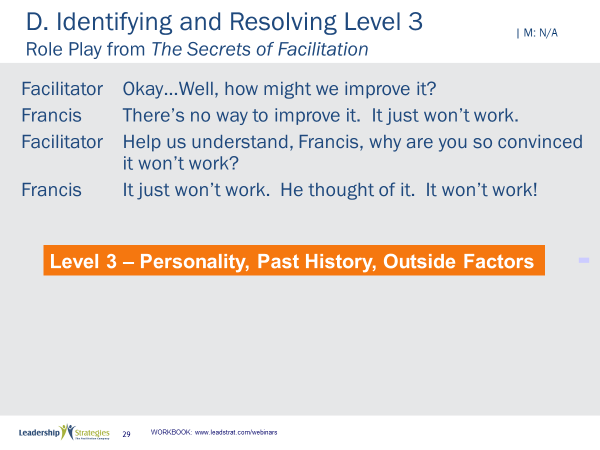 D. Identifying and Resolving Level 3
Role Play from The Secrets of Facilitation
| M: N/A
Facilitator Okay…Well, how might we improve it?
Francis There's no way to improve it.  It just won't work.
Facilitator Help us understand, Francis, why are you so convinced
it won't work?
Francis It just won't work.  He thought of it.  It won't work!
Level 3 – Personality, Past History, Outside Factors
Leadership Strategies
The Facilitation Company
29
WORKBOOK: www.leadstrat.com/webinars